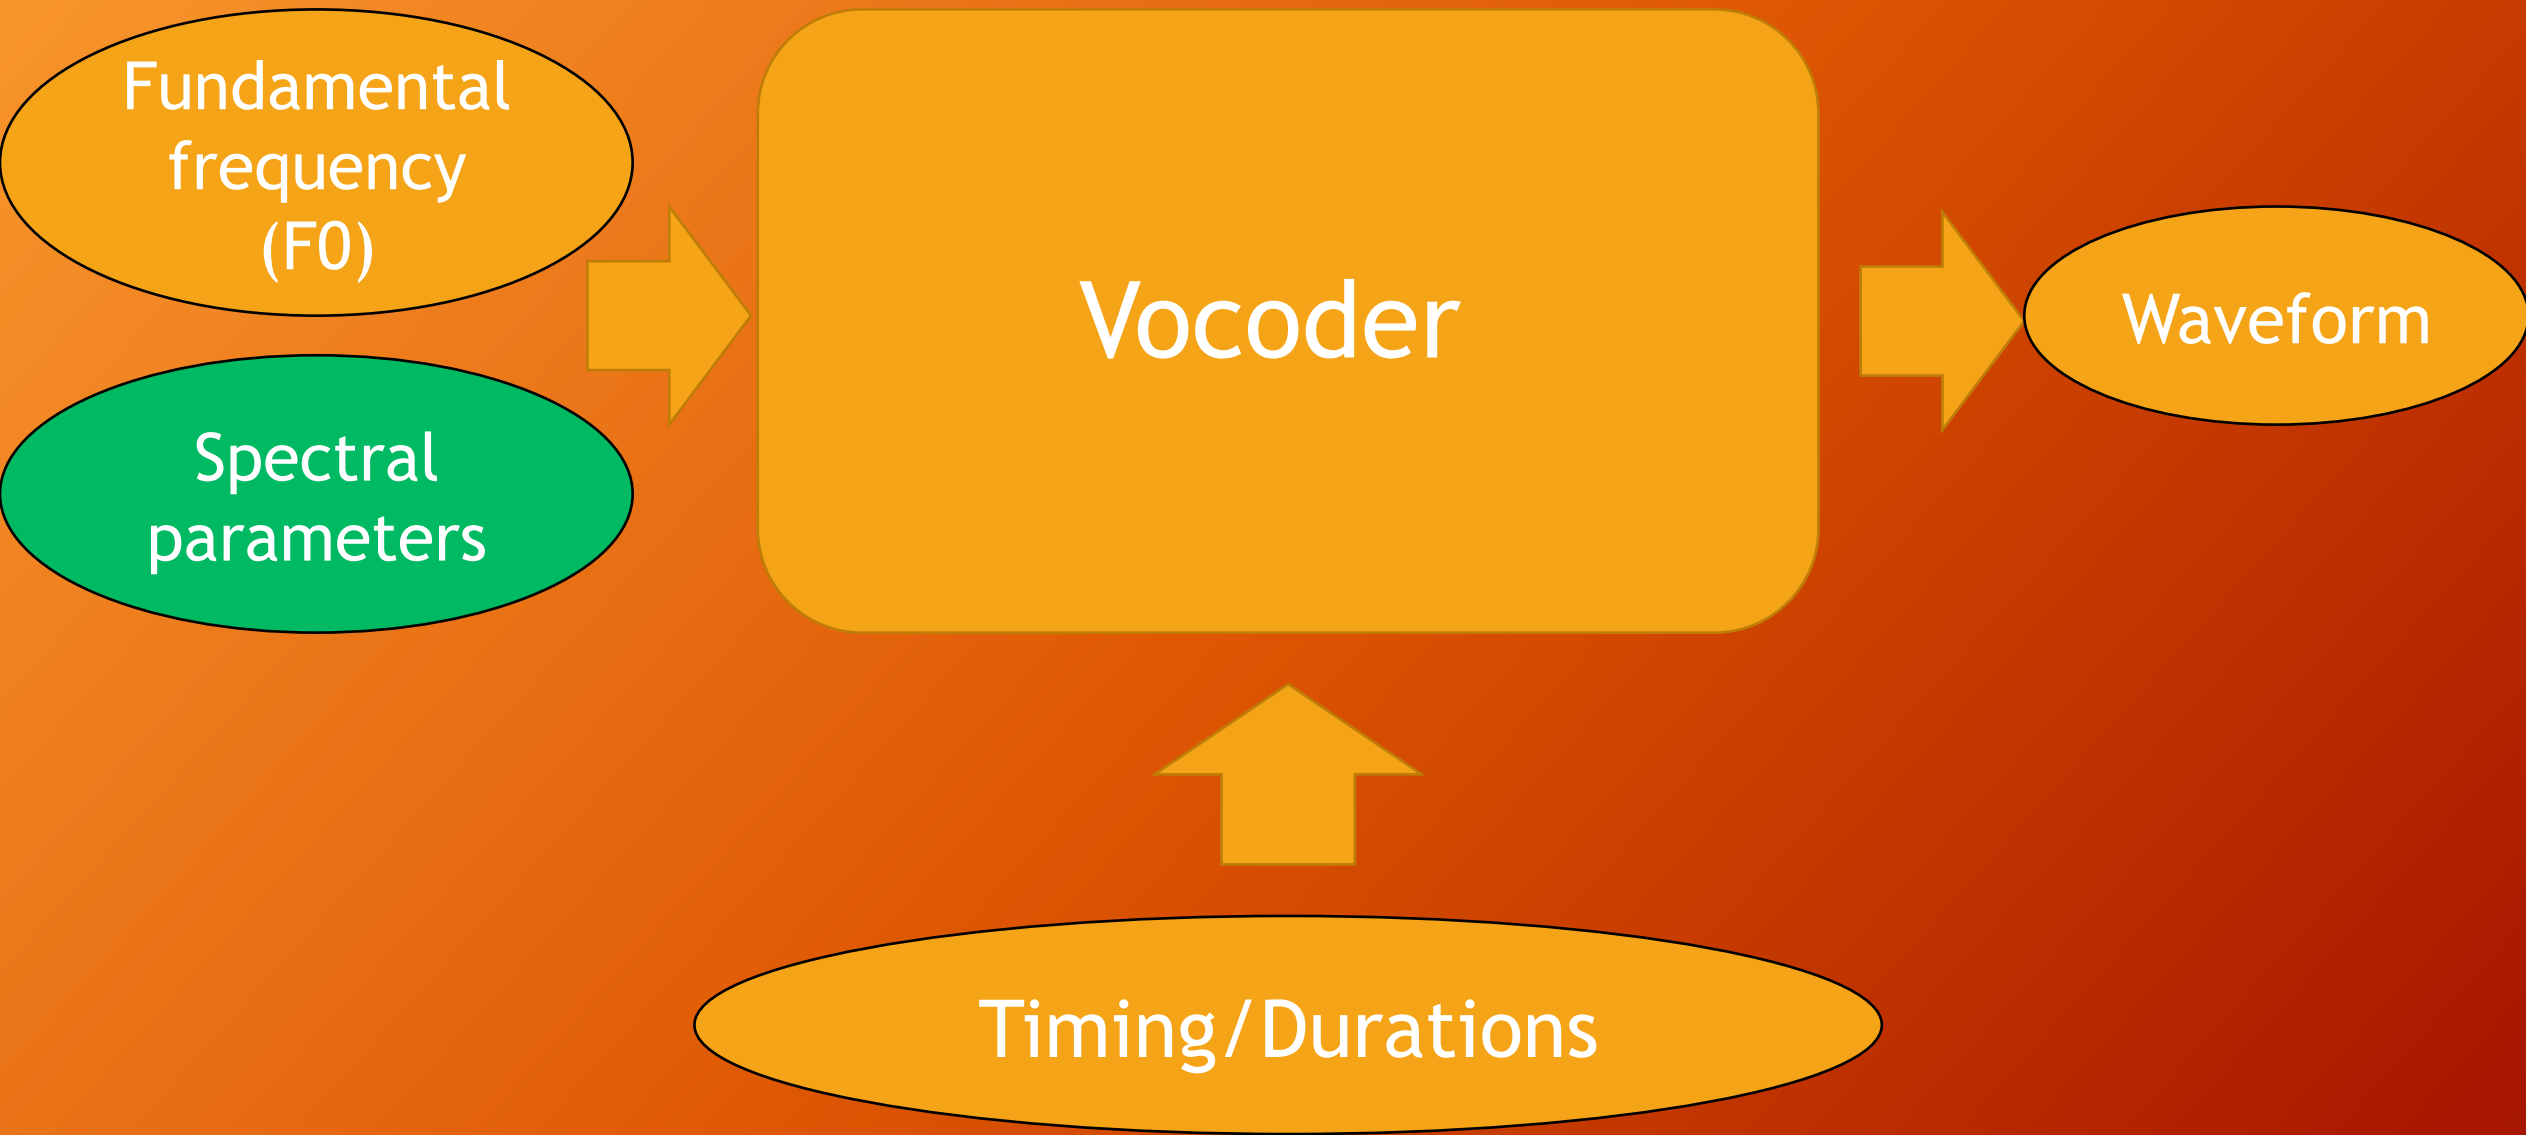 Fundamental
frequency
(F0)
Spectral
parameters
Vocoder
Waveform
Timing/Durations